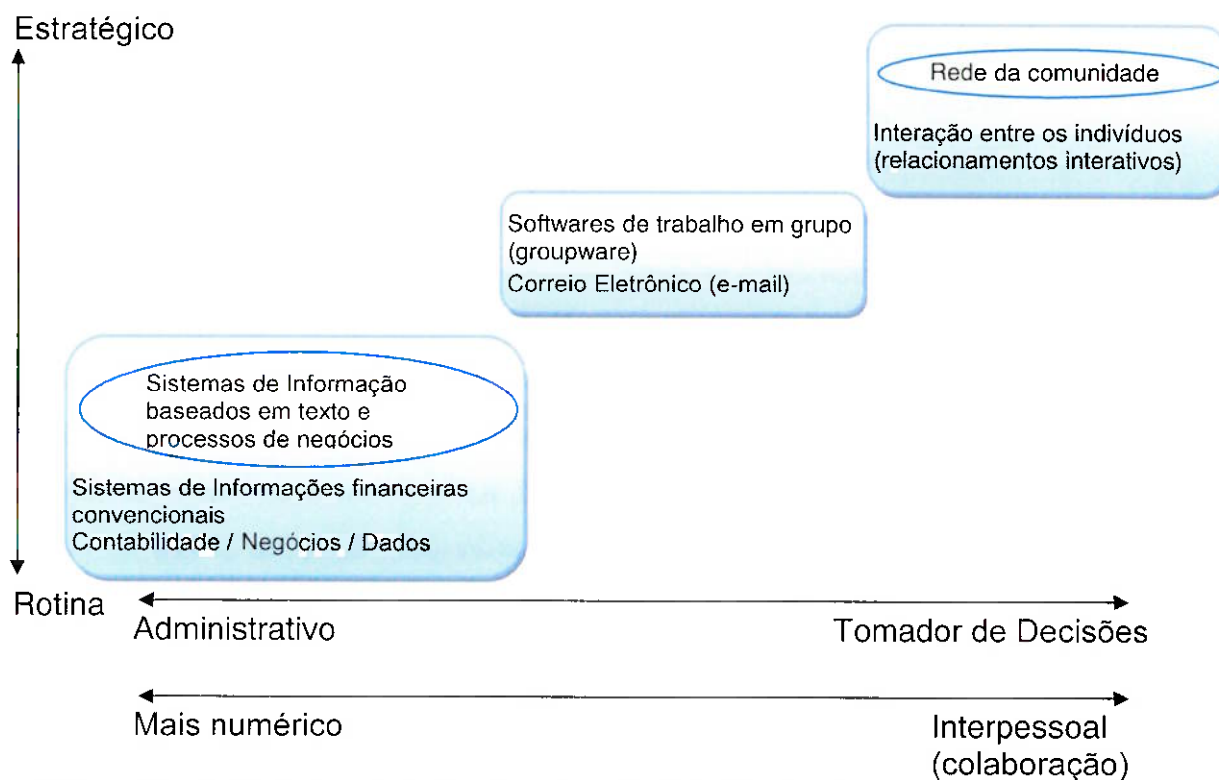 Estratégico
Rede da comunidade
Interação entre os indivíduos
(relacionamentos interativos)
Softwares de trabalho em grupo
(groupware)
Correio Eletrônico (e-mail)
Sistemas de Informação
baseados em texto e
processos de negócios
Sistemas de Informações financeiras
convencionais
Contabilidade / Negócios / Dados
Rotina
Administrativo
Tomador de Decisões
Mais numérico
Interpessoal
(colaboração)